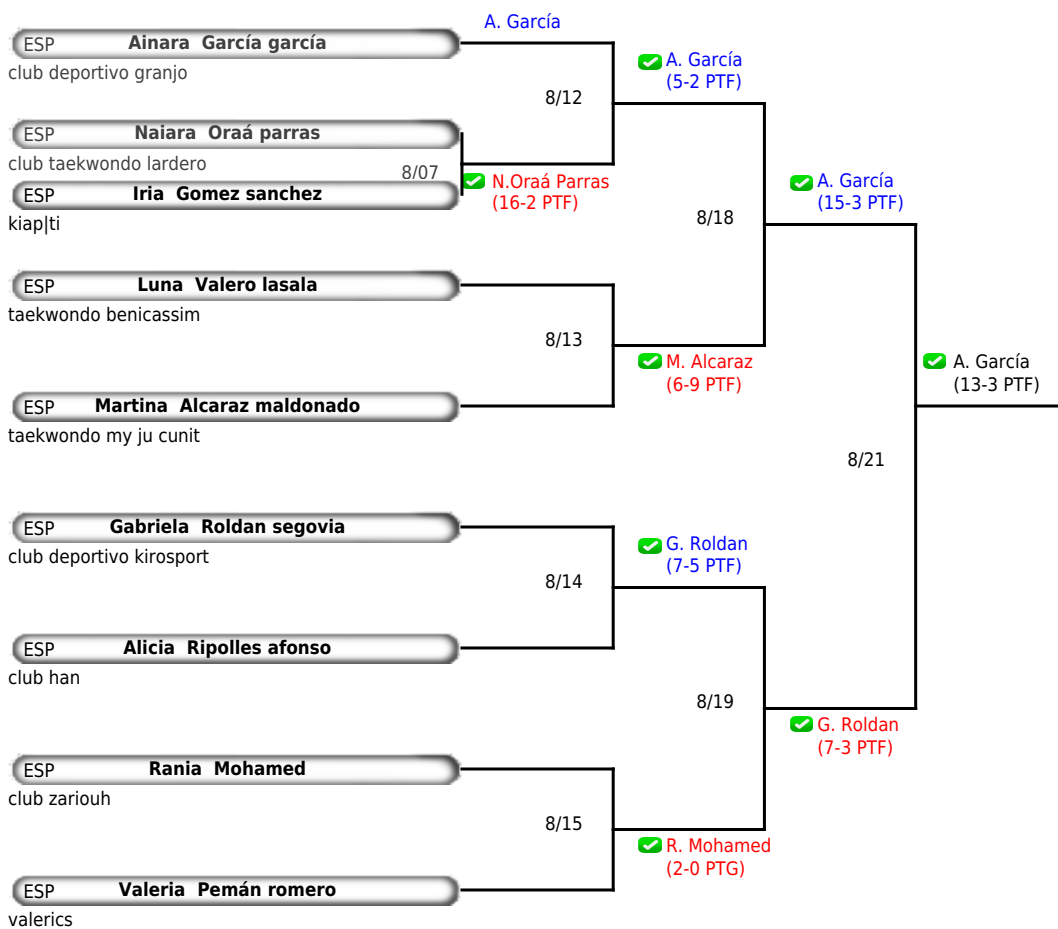 A. García
ESP Ainara García garcía
club deportivo granjo
A. García
(5-2 PTF)
8/12
ESP Naiara Oraá parras
club taekwondo lardero
8/07
N.Oraá Parras
(16-2 PTF)
ESP Iria Gomez sanchez
kiap|ti
A. García
(15-3 PTF)
8/18
ESP Luna Valero lasala
taekwondo benicassim
8/13
M. Alcaraz
(6-9 PTF)
A. García
(13-3 PTF)
ESP Martina Alcaraz maldonado
taekwondo my ju cunit
8/21
ESP Gabriela Roldan segovia
club deportivo kirosport
G. Roldan
(7-5 PTF)
8/14
ESP Alicia Ripolles afonso
club han
8/19
G. Roldan
(7-3 PTF)
ESP Rania Mohamed
club zariouh
8/15
R. Mohamed
(2-0 PTG)
ESP Valeria Pemán romero
valerics